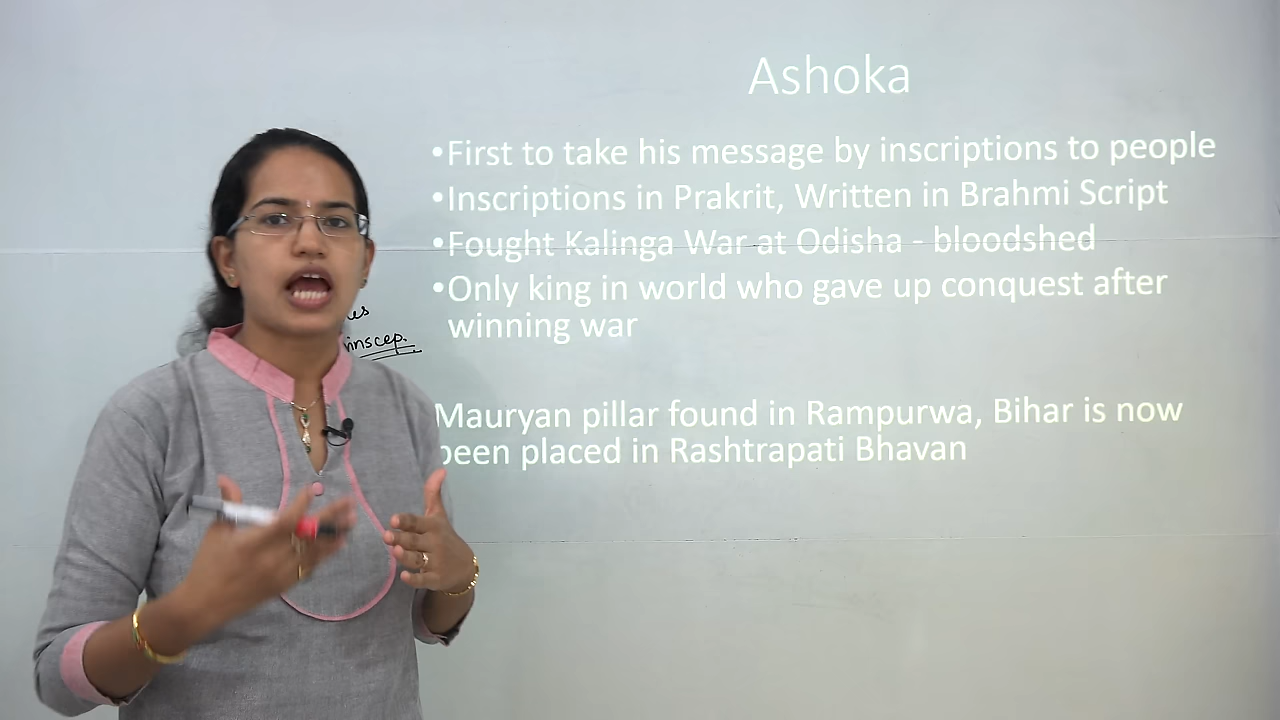 Ashoka
•First to take his message by inscriptions to people
•Inscriptions in Prakrit, Written in Brahmi Script
•Fought Kalinga War at Odisha - bloodshed
•Only king in world who gave up conquest after
winning war
Mauryan pillar found in Rampurwa, Bihar is now
been placed in Rashtrapati Bhavan